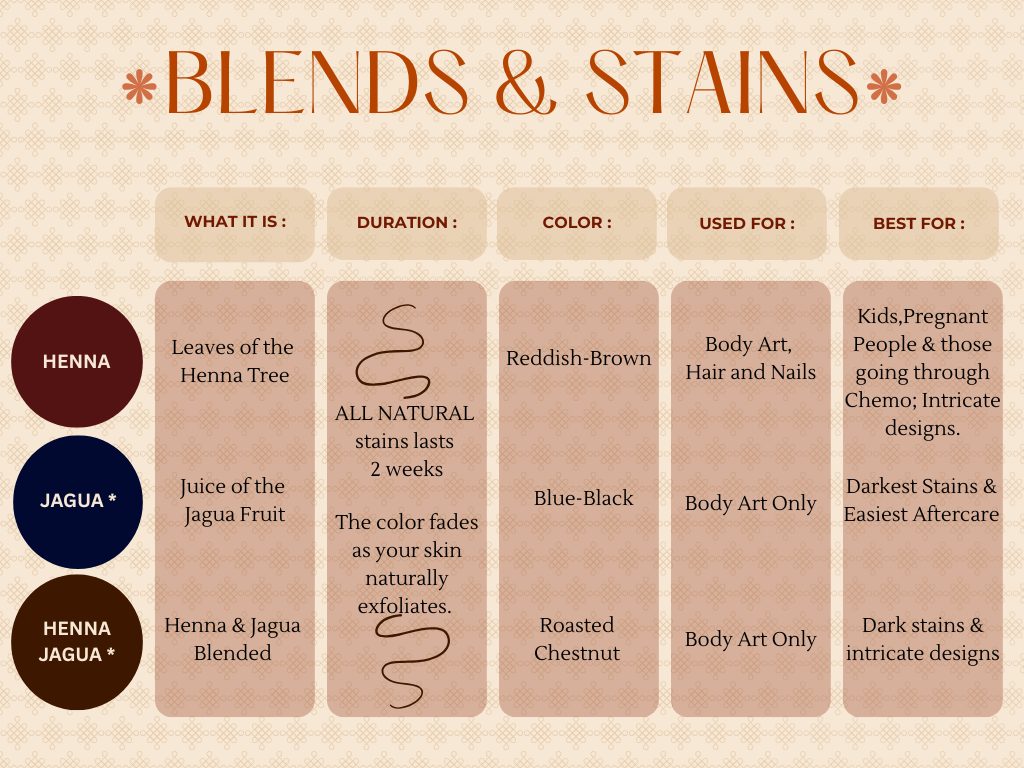 BLENDS & STAINS
WHAT IT IS :
DURATION :
COLOR :
USED FOR :
BEST FOR :
HENNA
Leaves of the
Henna Tree
ALL NATURAL
stains lasts
2 weeks
The color fades
as your skin
naturally
exfoliates.
Reddish-Brown
Body Art,
Hair and Nails
Kids,Pregnant
People & those
going through
Chemo; Intricate
designs.
JAGUA *
Juice of the
Jagua Fruit
Blue-Black
Body Art Only
Darkest Stains &
Easiest Aftercare
HENNA
JAGUA *
Henna & Jagua
Blended
Roasted
Chestnut
Body Art Only
Dark stains &
intricate designs